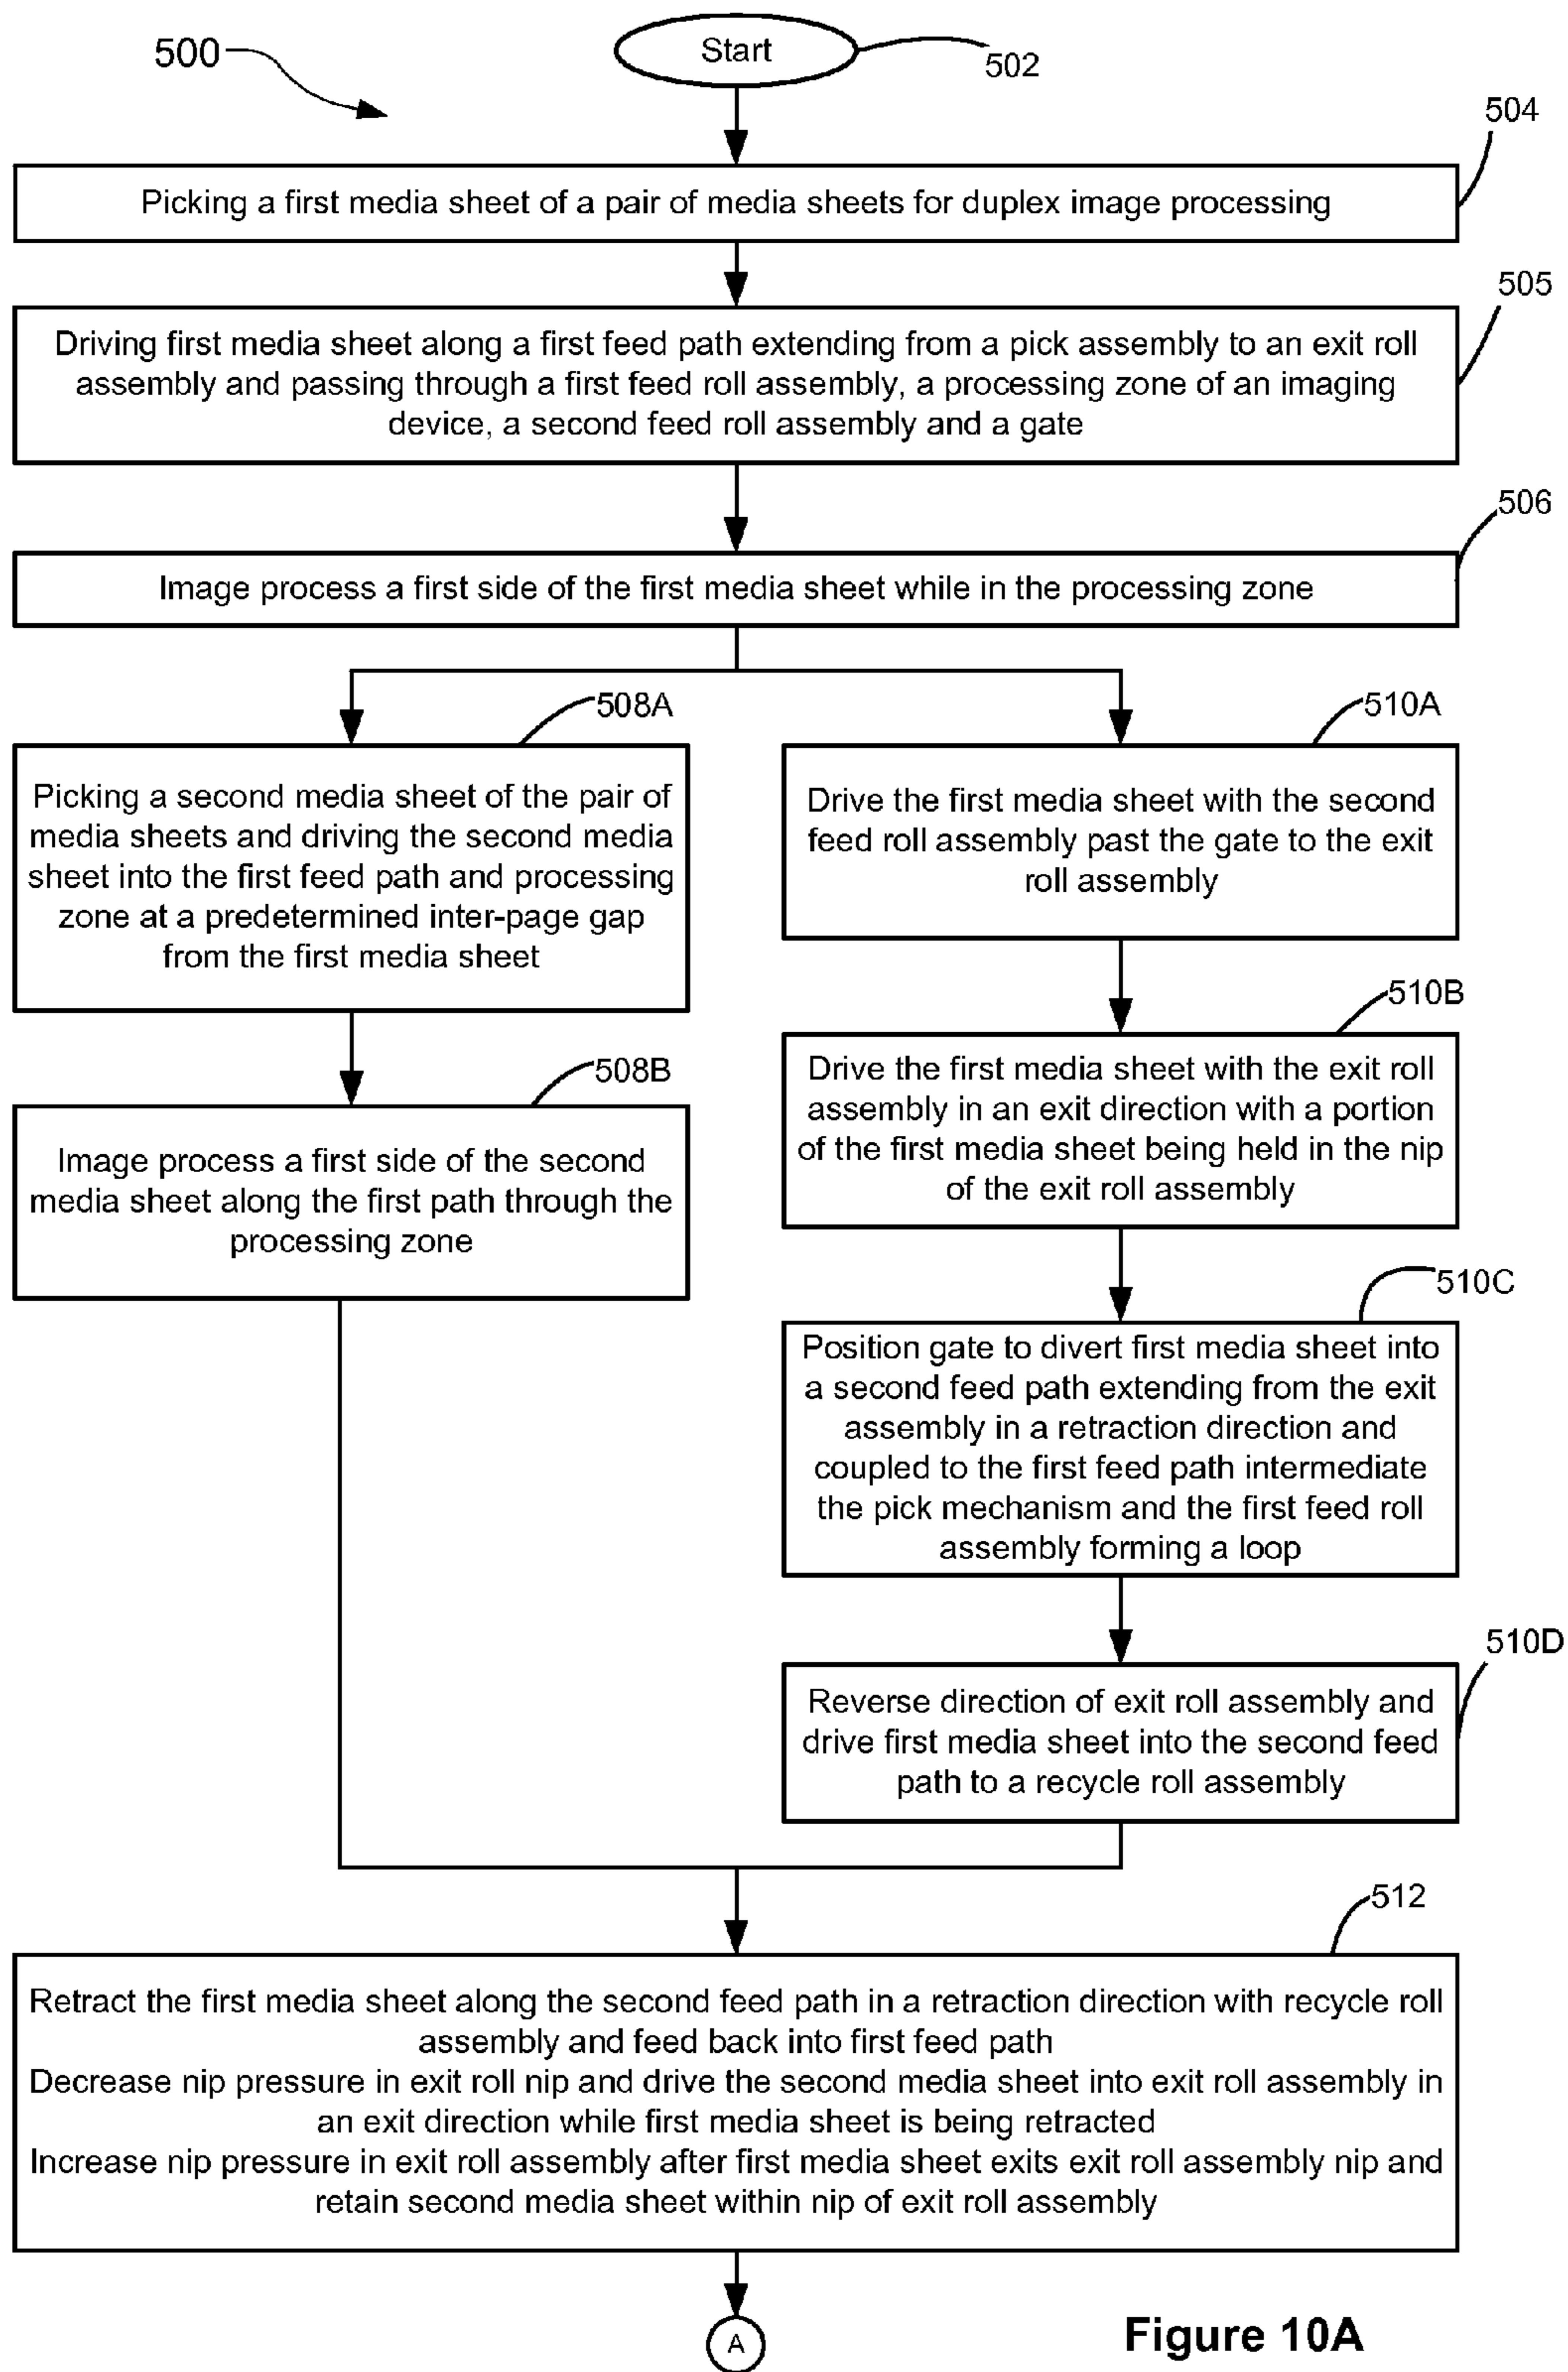 500
Start
502
504
Picking a first media sheet of a pair of media sheets for duplex image processing
505
Driving first media sheet along a first feed path extending from a pick assembly to an exit roll
assembly and passing through a first feed roll assembly, a processing zone of an imaging
device, a second feed roll assembly and a gate
506
Image process a first side of the first media sheet while in the processing zone
508A
Picking a second media sheet of the pair of
media sheets and driving the second media
sheet into the first feed path and processing
zone at a predetermined inter-page gap
from the first media sheet
508B
Image process a first side of the second
media sheet along the first path through the
processing zone
510A
Drive the first media sheet with the second
feed roll assembly past the gate to the exit
roll assembly
510B
Drive the first media sheet with the exit roll
assembly in an exit direction with a portion
of the first media sheet being held in the nip
of the exit roll assembly
510C
Position gate to divert first media sheet into
a second feed path extending from the exit
assembly in a retraction direction and
coupled to the first feed path intermediate
the pick mechanism and the first feed roll
assembly forming a loop
510D
Reverse direction of exit roll assembly and
drive first media sheet into the second feed
path to a recycle roll assembly
512
Retract the first media sheet along the second feed path in a retraction direction with recycle roll
assembly and feed back into first feed path
Decrease nip pressure in exit roll nip and drive the second media sheet into exit roll assembly in
an exit direction while first media sheet is being retracted
Increase nip pressure in exit roll assembly after first media sheet exits exit roll assembly nip and
retain second media sheet within nip of exit roll assembly
A
Figure 10A